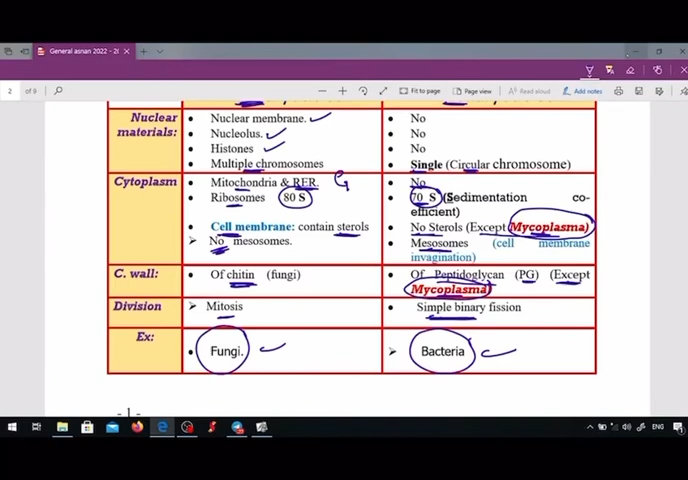 General asnan 2022 - 20
2 of 9
Fit to page
Page view
Read aloud
Add notes
Nuclear materials:
• Nuclear membrane.
• Nucleolus.
• Histones
• Multiple chromosomes
• No
• No
• No
• Single (Circular chromosome)
Cytoplasm
• Mitochondria & RER.
• Ribosomes 80 S
• Cell membrane: contain sterols
➢ No mesosomes.
• No
• 70 S (Sedimentation co-
efficient)
• No Sterols (Except Mycoplasma)
• Mesosomes (cell membrane
invagination)
C. wall:
• Of chitin (fungi)
• Of Peptidoglycan (PG) (Except
Mycoplasma)
Division
➢ Mitosis
• Simple binary fission
Ex:
• Fungi.
➢ Bacteria
- 1
ENG